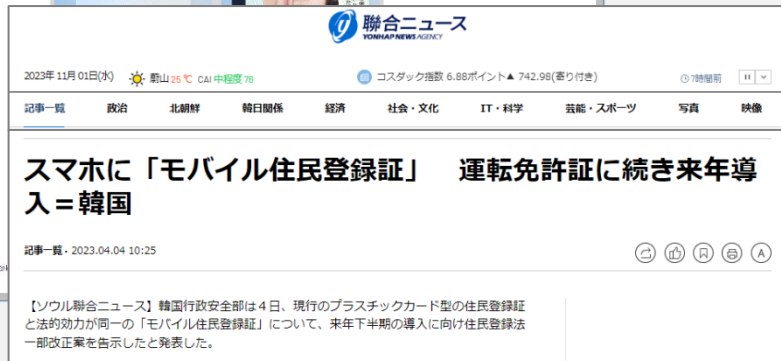 聯合ニュース
YONHAP NEWS AGENCY
2023年 11月 01日(水) 蔚山 25 ℃ CAI 中程度 76 コスダック指数 6.88ポイント▲ 742.98(寄り付き) 7時間前
記事一覧 政治 北朝鮮 韓日関係 経済 社会・文化 IT・科学 芸能・スポーツ 写真 映像
スマホに「モバイル住民登録証」 運転免許証に続き来年導
入＝韓国
記事一覧・2023.04.04 10:25
A
【ソウル聯合ニュース】韓国行政安全部は４日、現行のプラスチックカード型の住民登録証
と法的効力が同一の「モバイル住民登録証」について、来年下半期の導入に向け住民登録法
一部改正案を告示したと発表した。